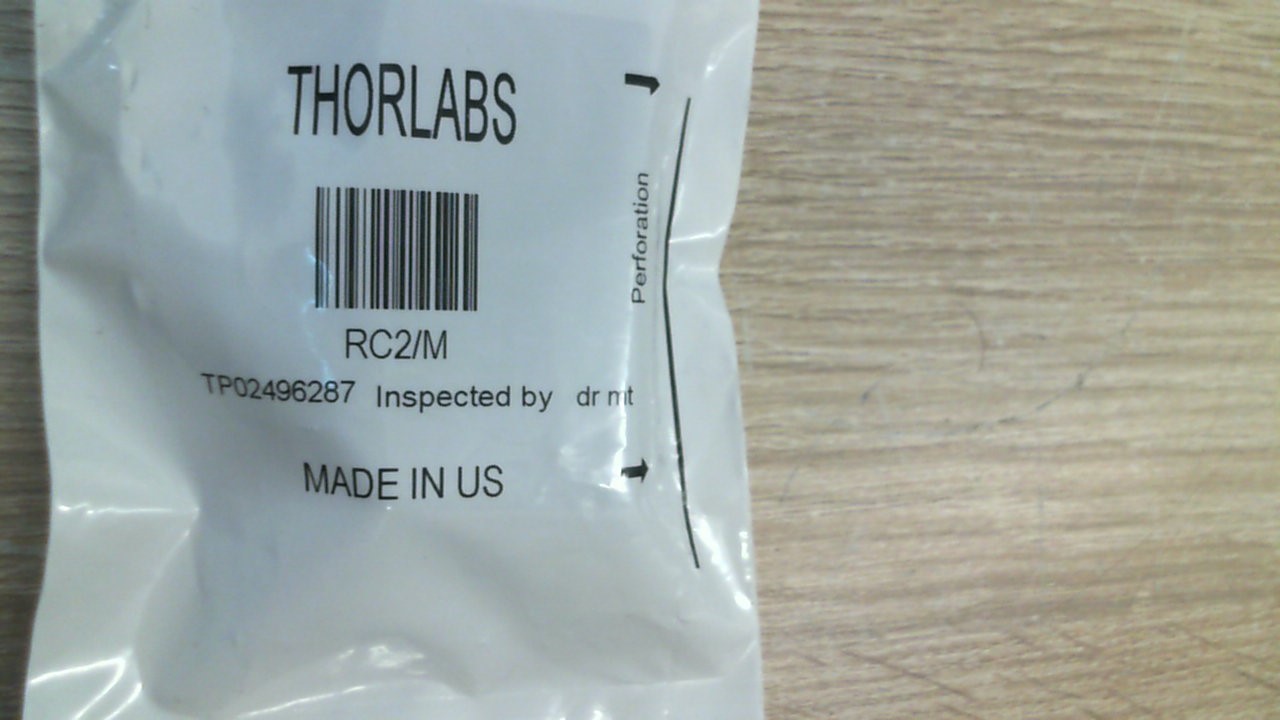 THORLABS
RC2/M
TP02496287 Inspected by dr mt
MADE IN US
Perforation